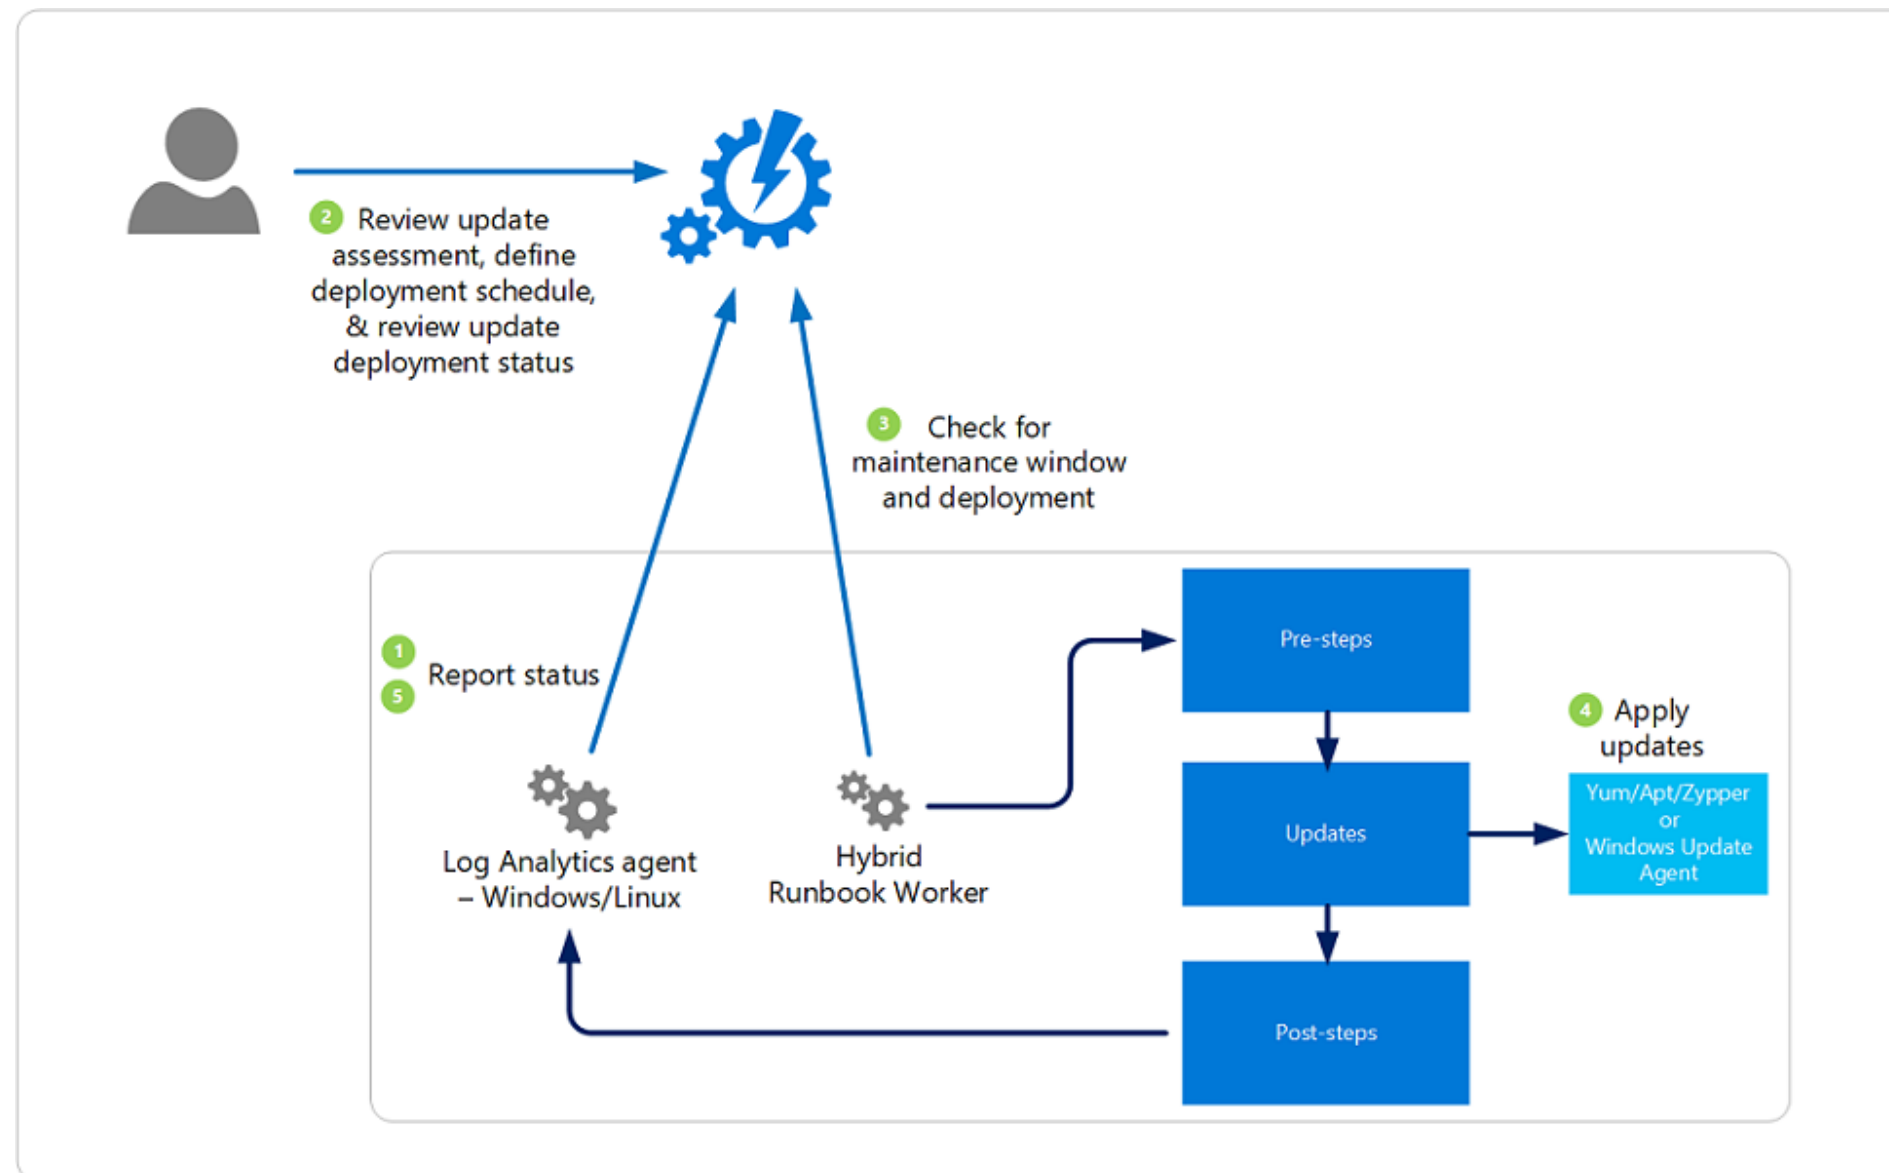 2 Review update
assessment, define
deployment schedule,
& review update
deployment status
3 Check for
maintenance window
and deployment
1
5
Report status
Pre-steps
4 Apply
updates
Yum/Apt/Zypper
or
Windows Update
Agent
Updates
Log Analytics agent
– Windows/Linux
Hybrid
Runbook Worker
Post-steps